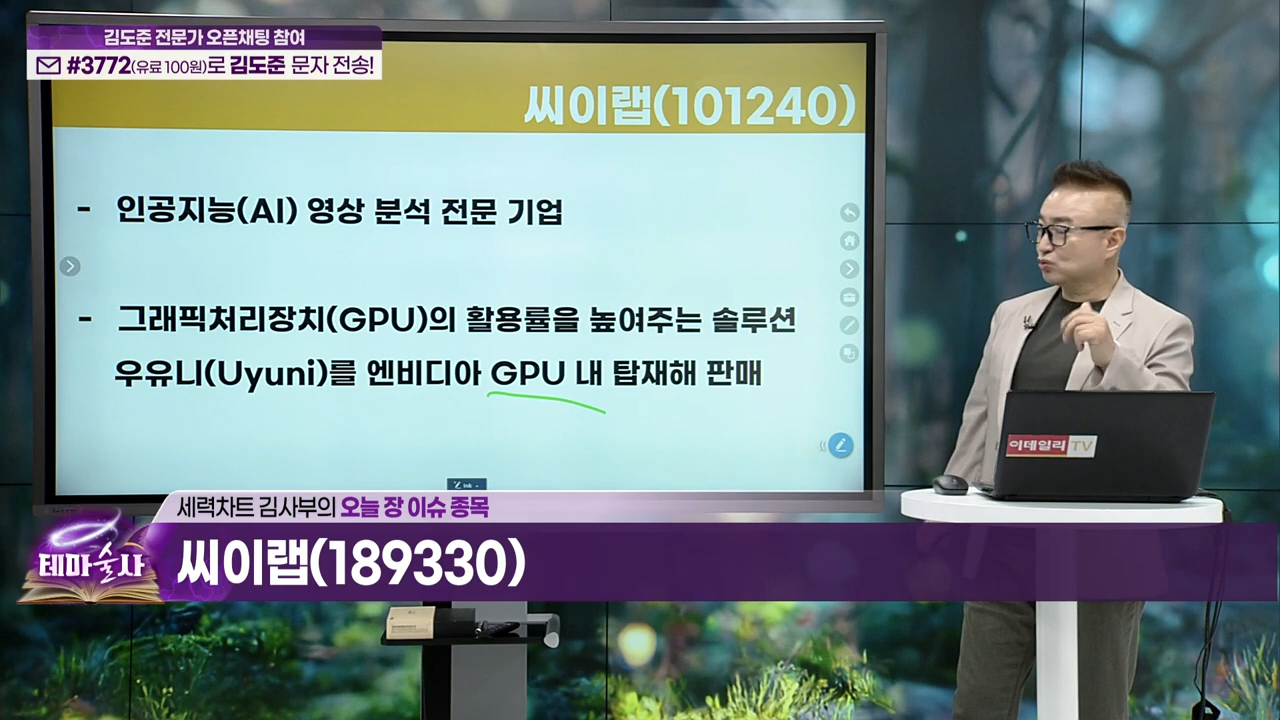 김도준 전문가 오픈채팅 참여
#3772(유료 100원)로 김도준 문자 전송!
씨이랩(101240)
- 인공지능(AI) 영상 분석 전문 기업
- 그래픽처리장치(GPU)의 활용률을 높여주는 솔루션
우유니(Uyuni)를 엔비디아 GPU 내 탑재해 판매
Ink
이데일리TV
세력차트 김사부의 오늘 장 이슈 종목
테마술사
씨이랩(189330)